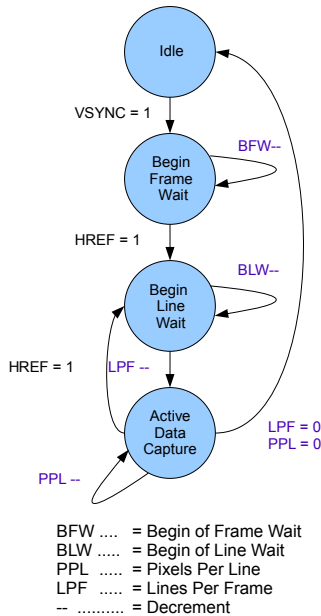 Idle
VSYNC = 1
Begin
Frame
Wait
BFW--
HREF = 1
Begin
Line
Wait
BLW--
HREF = 1
LPF --
Active
Data
Capture
LPF = 0
PPL = 0
PPL --
BFW .... = Begin of Frame Wait
BLW ..... = Begin of Line Wait
PPL ..... = Pixels Per Line
LPF ..... = Lines Per Frame
-- .......... = Decrement